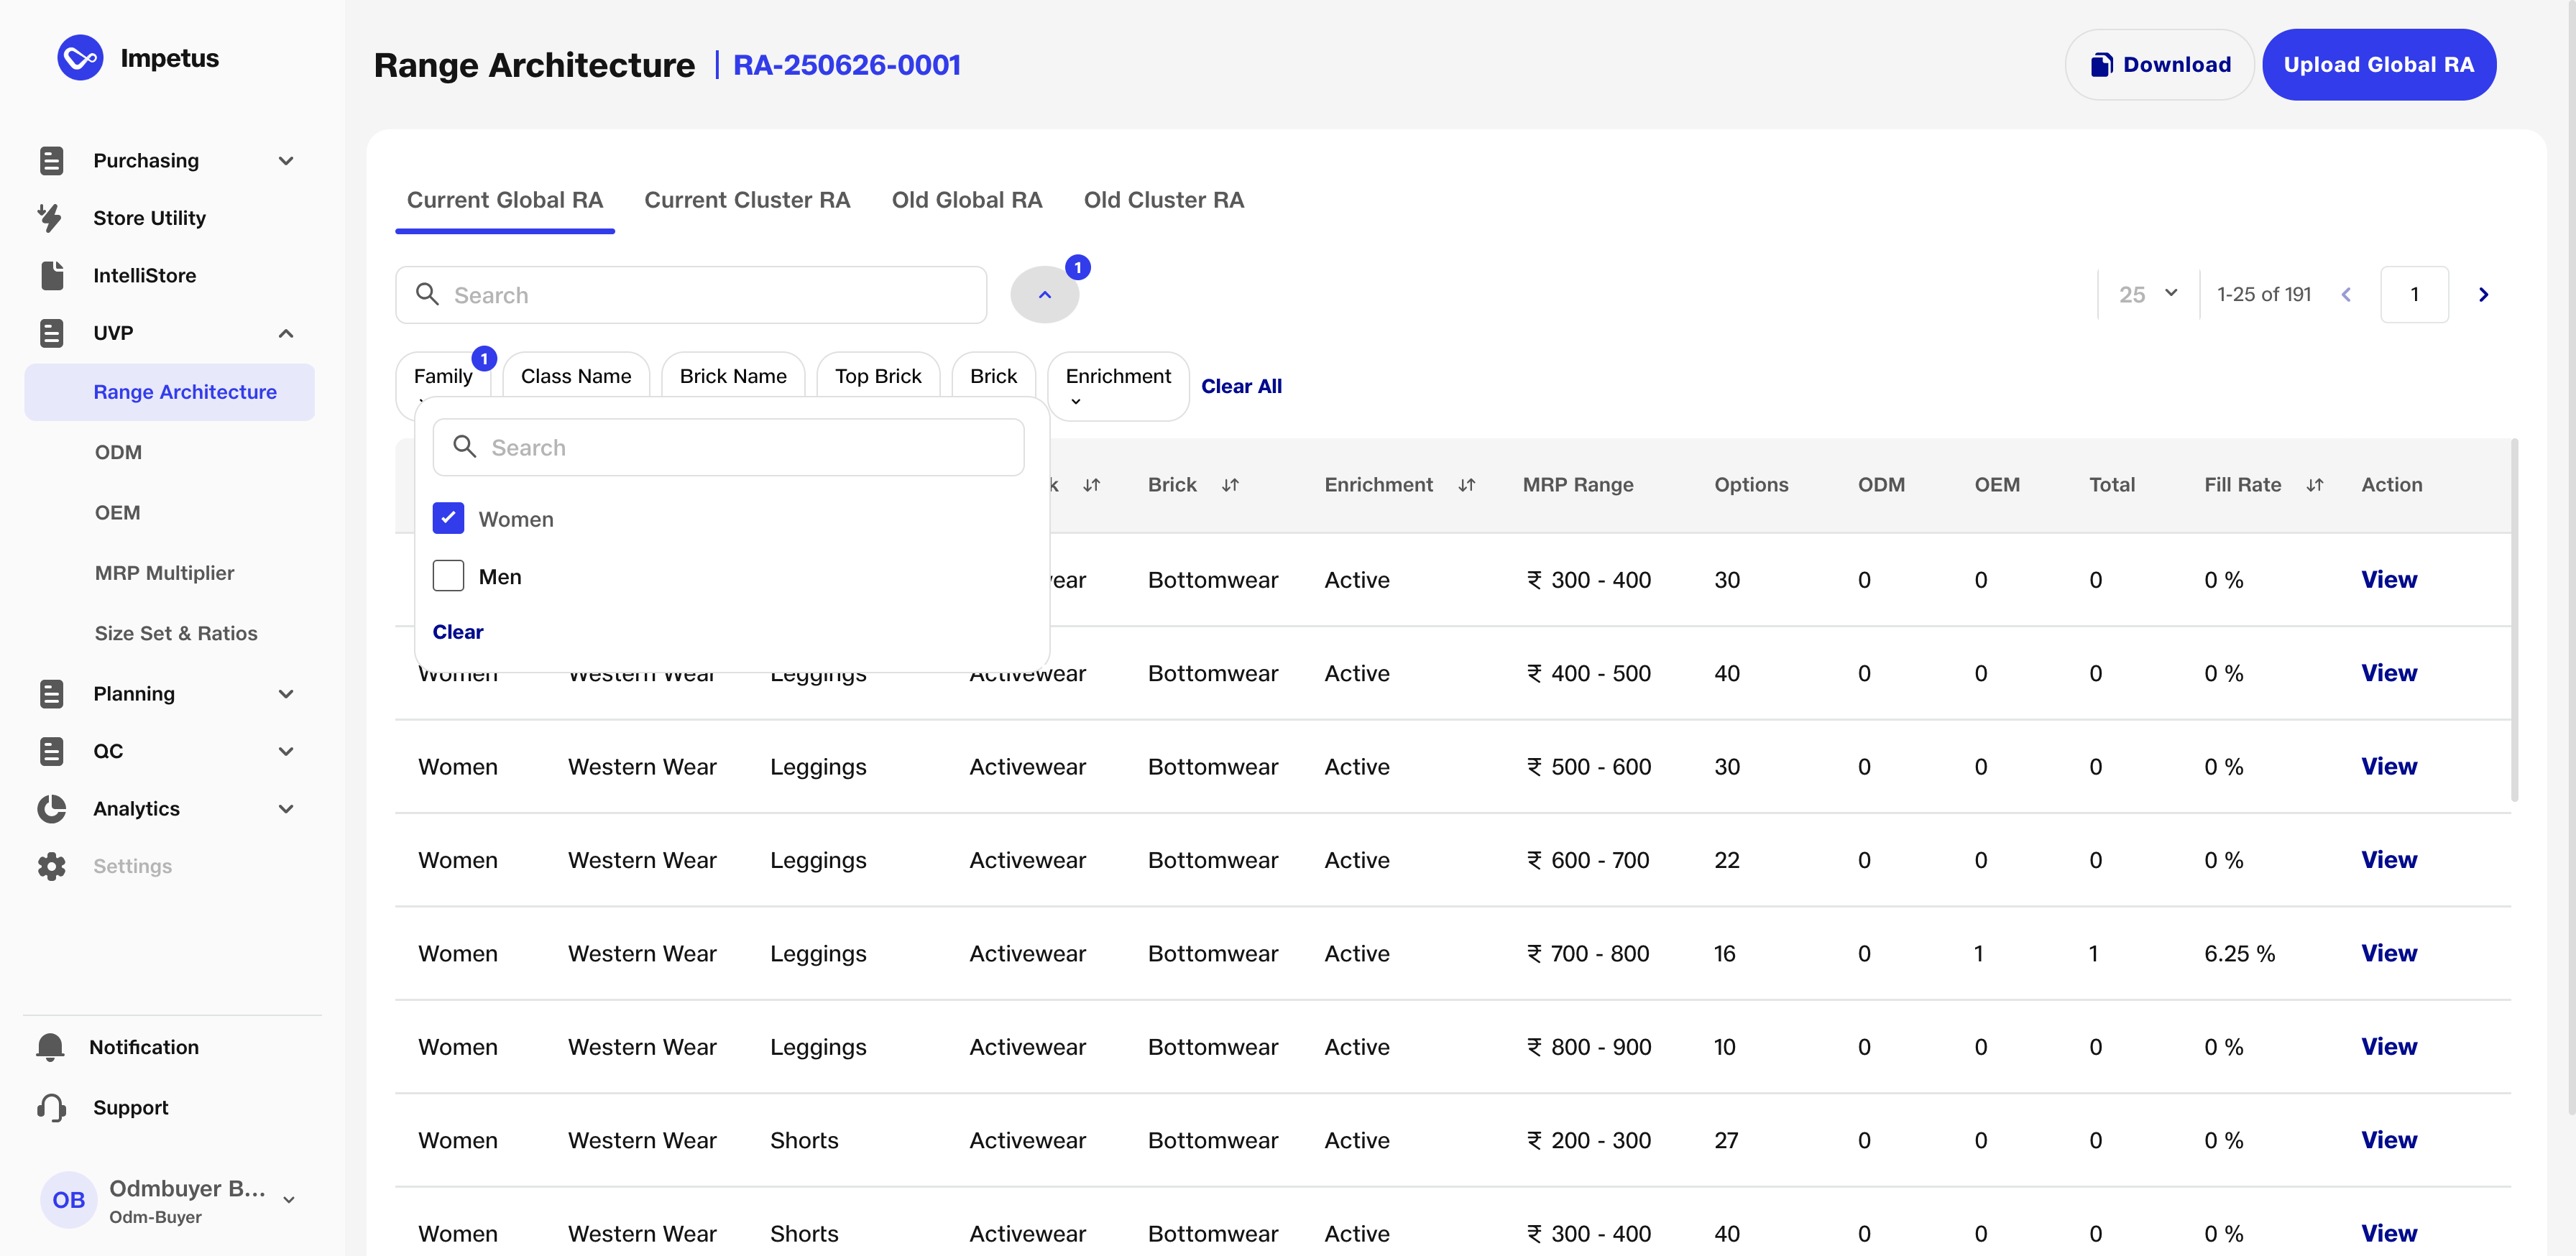 Impetus
Range Architecture | RA-250626-0001
Download
Upload Global RA
Purchasing
Store Utility
IntelliStore
UVP
Range Architecture
ODM
OEM
MRP Multiplier
Size Set & Ratios
Planning
QC
Analytics
Settings
Notification
Support
OB
Odmbuyer B...
Odm-Buyer
Current Global RA Current Cluster RA Old Global RA Old Cluster RA
Search
1
25
1-25 of 191
1
Family 1 Class Name Brick Name Top Brick Brick Enrichment Clear All
Search
Women
Men
Clear
Brick Enrichment MRP Range Options ODM OEM Total Fill Rate Action
Bottomwear Active ₹ 300 - 400 30 0 0 0 0 % View
Women Western Wear Leggings Activewear Bottomwear Active ₹ 400 - 500 40 0 0 0 0 % View
Women Western Wear Leggings Activewear Bottomwear Active ₹ 500 - 600 30 0 0 0 0 % View
Women Western Wear Leggings Activewear Bottomwear Active ₹ 600 - 700 22 0 0 0 0 % View
Women Western Wear Leggings Activewear Bottomwear Active ₹ 700 - 800 16 0 1 1 6.25 % View
Women Western Wear Leggings Activewear Bottomwear Active ₹ 800 - 900 10 0 0 0 0 % View
Women Western Wear Shorts Activewear Bottomwear Active ₹ 200 - 300 27 0 0 0 0 % View
Women Western Wear Shorts Activewear Bottomwear Active ₹ 300 - 400 40 0 0 0 0 % View